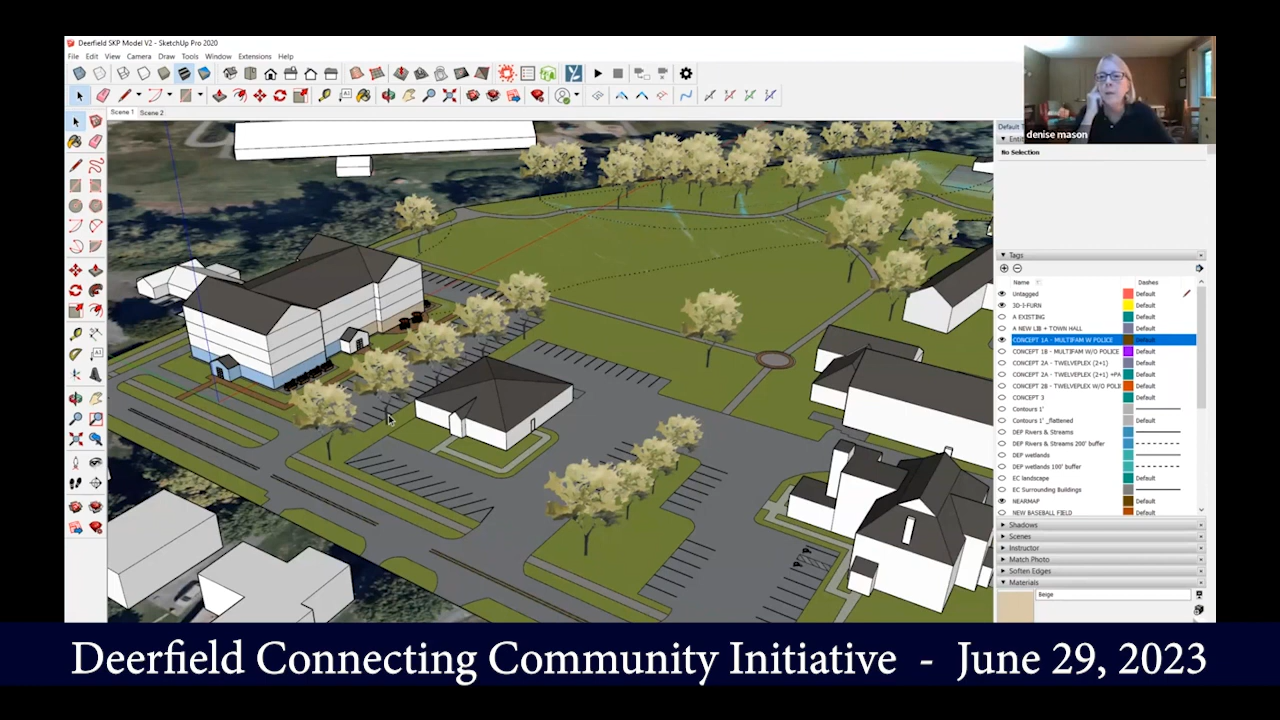 Deerfield SKP Model V2 - SketchUp Pro 2020
File Edit View Camera Draw Tools Window Extensions Help
Scene 1 Scene 2
denise mason
Default
No Selection
Tags
Name Dashes
Untagged Default
3D-I-FURN Default
A EXISTING Default
A NEW LIB + TOWN HALL Default
CONCEPT 1A - MULTIFAM W POLICE Default
CONCEPT 1B - MULTIFAM W/O POLICE Default
CONCEPT 2A - TWELVEPLEX (2+1) Default
CONCEPT 2A - TWELVEPLEX (2+1) +PA Default
CONCEPT 2B - TWELVEPLEX W/O POLI Default
CONCEPT 3 Default
Contours 1'
Contours 1' _flattened Default
DEP Rivers & Streams
DEP Rivers & Streams 200' buffer
DEP wetlands
DEP wetlands 100' buffer
EC landscape Default
EC Surrounding Buildings
NEARMAP Default
NEW BASEBALL FIELD Default
Shadows
Scenes
Instructor
Match Photo
Soften Edges
Materials
Beige
Deerfield Connecting Community Initiative - June 29, 2023